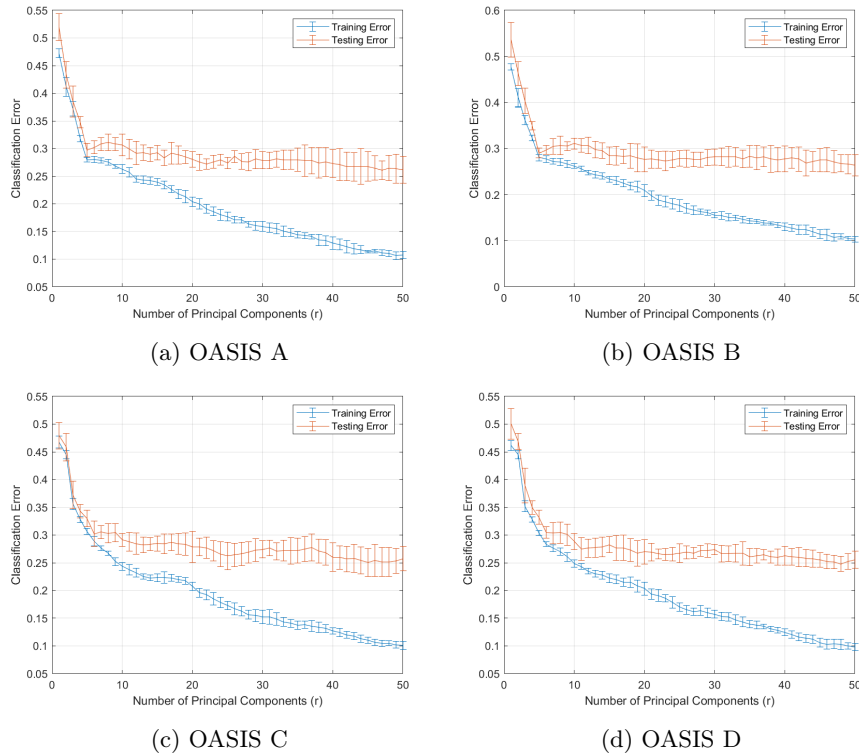 0.55
0.5
0.45
0.4
0.35
0.3
0.25
0.2
0.15
0.1
0.05
0 10 20 30 40 50
Classification Error
Number of Principal Components (r)
Training Error
Testing Error
(a) OASIS A
0.6
0.5
0.4
0.3
0.2
0.1
0
0 10 20 30 40 50
Classification Error
Number of Principal Components (r)
Training Error
Testing Error
(b) OASIS B
0.55
0.5
0.45
0.4
0.35
0.3
0.25
0.2
0.15
0.1
0.05
0 10 20 30 40 50
Classification Error
Number of Principal Components (r)
Training Error
Testing Error
(c) OASIS C
0.55
0.5
0.45
0.4
0.35
0.3
0.25
0.2
0.15
0.1
0.05
0 10 20 30 40 50
Classification Error
Number of Principal Components (r)
Training Error
Testing Error
(d) OASIS D